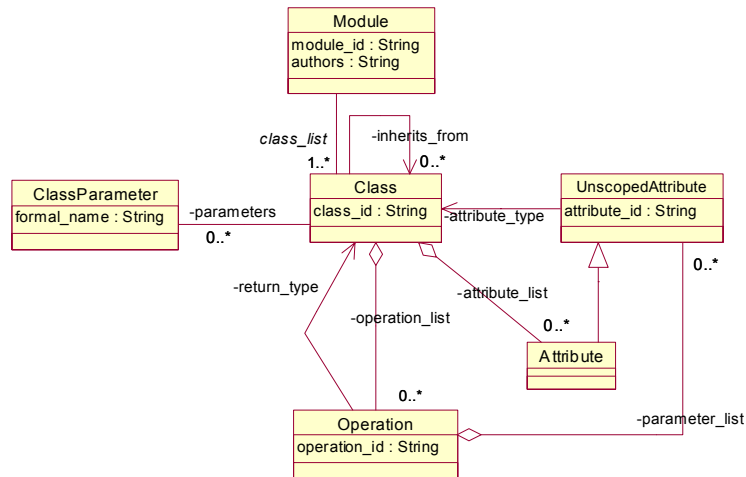 Module
module_id : String
authors : String
class_list
1..*
-inherits_from
0..*
ClassParameter
formal_name : String
-parameters
0..*
Class
class_id : String
UnscopedAttribute
attribute_id : String
-attribute_type
0..*
-return_type
-operation_list
-attribute_list
0..*
Attribute
0..*
Operation
operation_id : String
-parameter_list